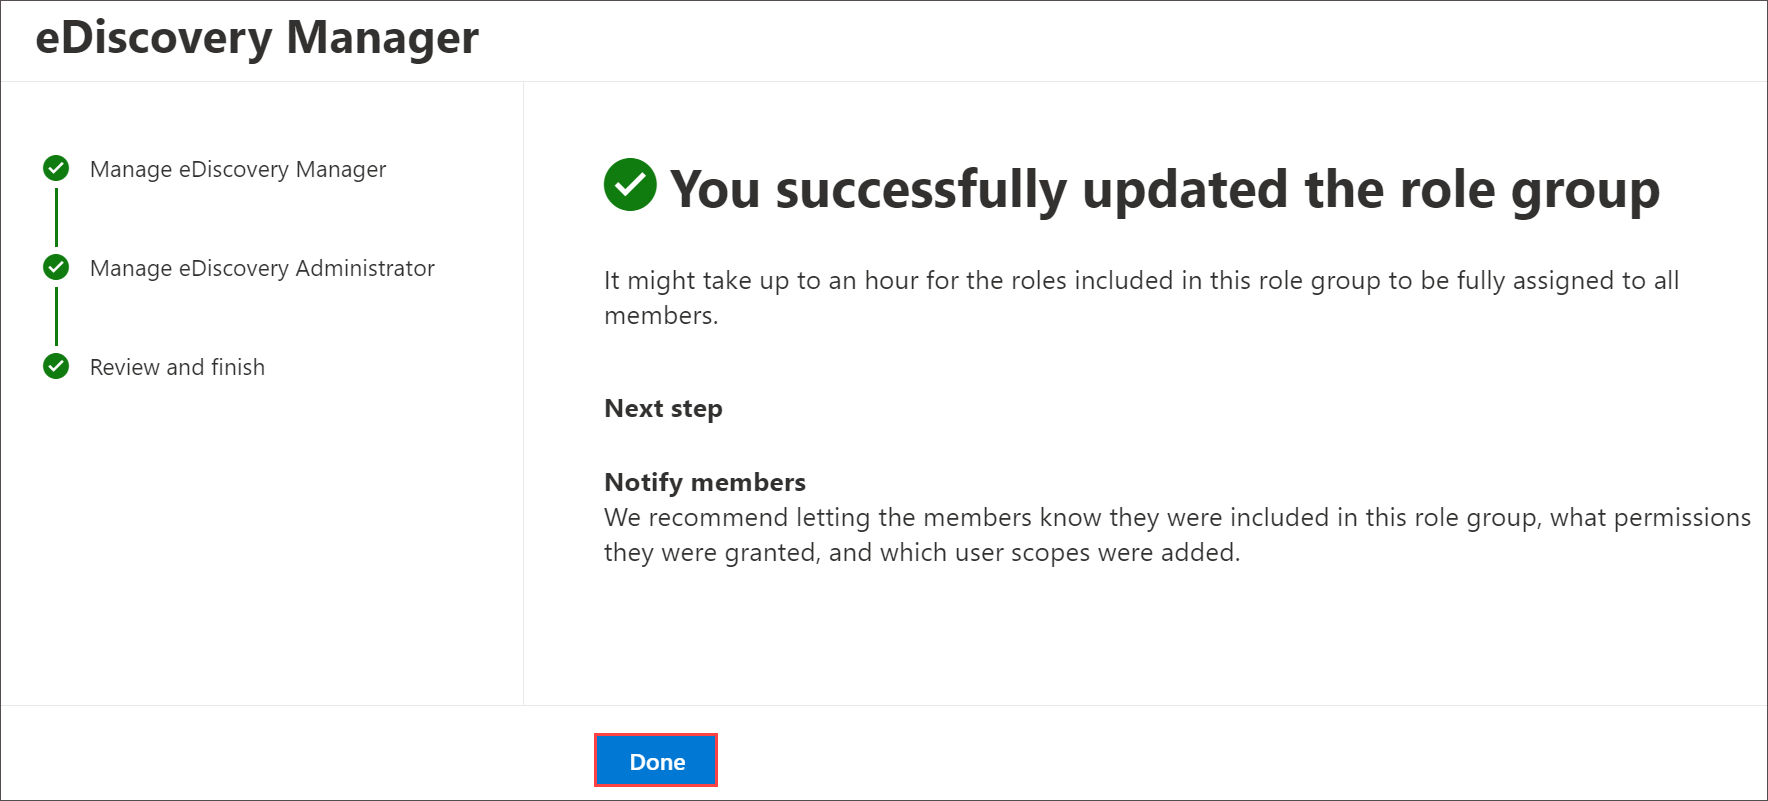 eDiscovery Manager
Manage eDiscovery Manager
Manage eDiscovery Administrator
Review and finish
You successfully updated the role group
It might take up to an hour for the roles included in this role group to be fully assigned to all
members.
Next step
Notify members
We recommend letting the members know they were included in this role group, what permissions
they were granted, and which user scopes were added.
Done